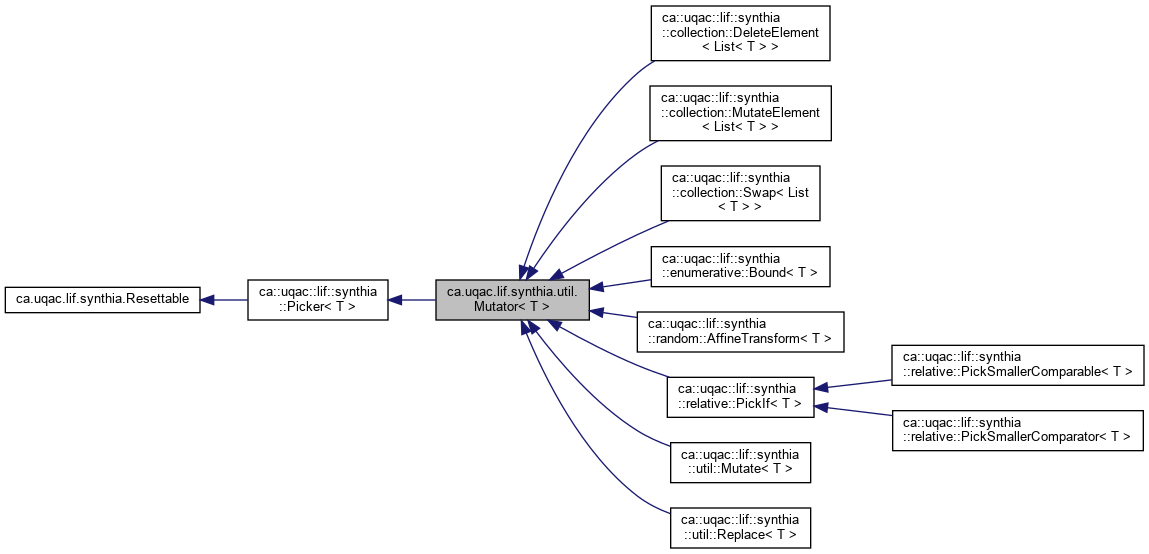 ca::uqac::lif::synthia
::collection::DeleteElement
< List< T > >
ca::uqac::lif::synthia
::collection::MutateElement
< List< T > >
ca::uqac::lif::synthia
::collection::Swap< List
< T > >
ca::uqac::lif::synthia
::enumerative::Bound< T >
ca.uqac.lif.synthia.Resettable
ca::uqac::lif::synthia
::Picker< T >
ca.uqac.lif.synthia.util.
Mutator< T >
ca::uqac::lif::synthia
::random::AffineTransform< T >
ca::uqac::lif::synthia
::relative::PickIf< T >
ca::uqac::lif::synthia
::relative::PickSmallerComparable< T >
ca::uqac::lif::synthia
::relative::PickSmallerComparator< T >
ca::uqac::lif::synthia
::util::Mutate< T >
ca::uqac::lif::synthia
::util::Replace< T >